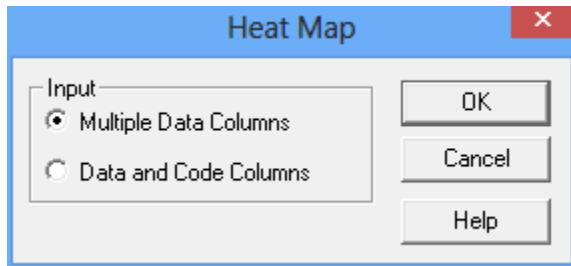 Heat Map
Input
Multiple Data Columns
Data and Code Columns
OK
Cancel
Help